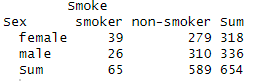 Smoke
Sex smoker non-smoker Sum
female 39 279 318
male 26 310 336
Sum 65 589 654